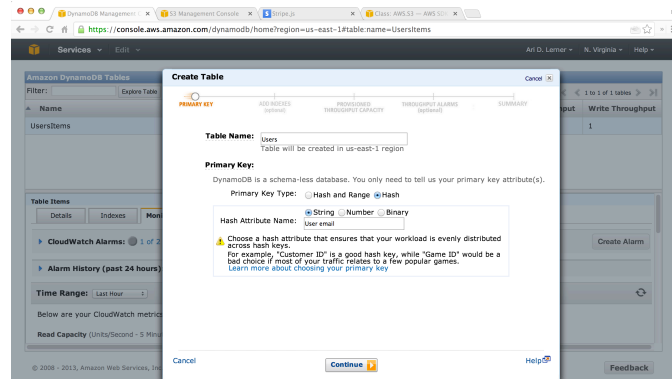 DynamoDB Management
S3 Management Console
Stripe.js
Class: AWS.S3 — AWS SDK
https://console.aws.amazon.com/dynamodb/home?region=us-east-1#table:name=UsersItems
Services
Edit
Ari D. Lerner
N. Virginia
Help
Amazon DynamoDB Tables
Filter:
Explore Table
1 to 1 of 1 tables
Name
Write Throughput
UsersItems
1
Table Items
Details
Indexes
CloudWatch Alarms:
1 of 2
Create Alarm
Alarm History (past 24 hours)
Time Range:
Last Hour
Below are your CloudWatch metrics
Read Capacity (Units/Second - 5 Minu
© 2008 - 2013, Amazon Web Services, Inc
Feedback
Create Table
Cancel
PRIMARY KEY
ADD INDEXES
(optional)
PROVISIONED
THROUGHPUT CAPACITY
THROUGHPUT ALARMS
(optional)
SUMMARY
Table Name:
Users
Table will be created in us-east-1 region
Primary Key:
DynamoDB is a schema-less database. You only need to tell us your primary key attribute(s).
Primary Key Type:
Hash and Range
Hash
String
Number
Binary
Hash Attribute Name:
User email
Choose a hash attribute that ensures that your workload is evenly distributed
across hash keys.
For example, "Customer ID" is a good hash key, while "Game ID" would be a
bad choice if most of your traffic relates to a few popular games.
Learn more about choosing your primary key
Cancel
Continue
Help